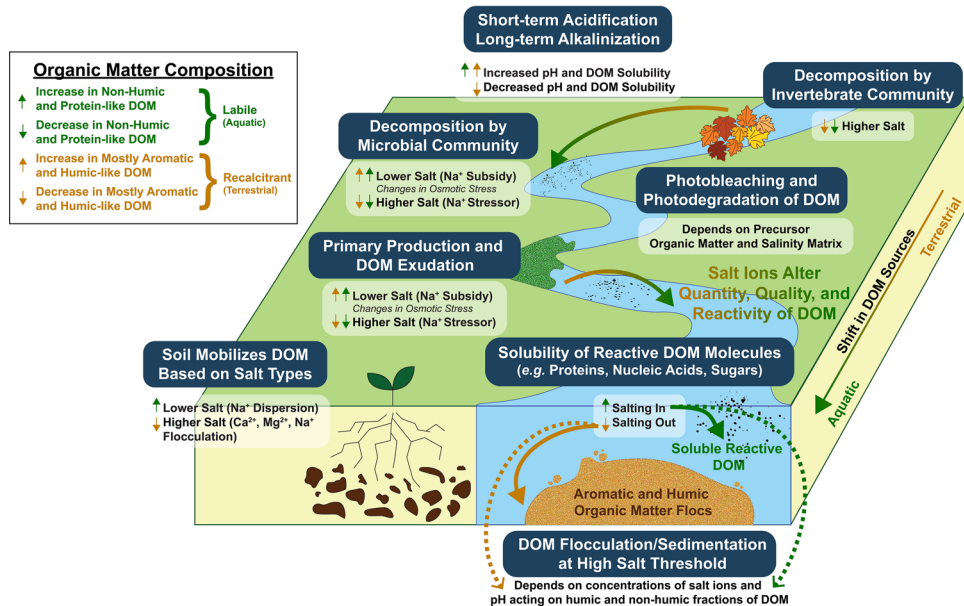 Short-term Acidification
Long-term Alkalinization
↑ ↑ Increased pH and DOM Solubility
↓ Decreased pH and DOM Solubility
Organic Matter Composition
↑ Increase in Non-Humic
and Protein-like DOM
↓ Decrease in Non-Humic
and Protein-like DOM
Labile
(Aquatic)
↑ Increase in Mostly Aromatic
and Humic-like DOM
↓ Decrease in Mostly Aromatic
and Humic-like DOM
Recalcitrant
(Terrestrial)
Decomposition by
Invertebrate Community
↓↓ Higher Salt
Decomposition by
Microbial Community
↑↑ Lower Salt (Na⁺ Subsidy)
Changes in Osmotic Stress
↓↓ Higher Salt (Na⁺ Stressor)
Photobleaching and
Photodegradation of DOM
Depends on Precursor
Organic Matter and Salinity Matrix
Primary Production and
DOM Exudation
↑↑ Lower Salt (Na⁺ Subsidy)
Changes in Osmotic Stress
↓↓ Higher Salt (Na⁺ Stressor)
Salt Ions Alter
Quantity, Quality, and
Reactivity of DOM
Terrestrial
Shift in DOM Sources
Aquatic
Soil Mobilizes DOM
Based on Salt Types
↑ Lower Salt (Na⁺ Dispersion)
↓ Higher Salt (Ca²⁺, Mg²⁺, Na⁺
Flocculation)
Solubility of Reactive DOM Molecules
(e.g. Proteins, Nucleic Acids, Sugars)
↑ Salting In
↓ Salting Out
Soluble Reactive
DOM
Aromatic and Humic
Organic Matter Flocs
DOM Flocculation/Sedimentation
at High Salt Threshold
Depends on concentrations of salt ions and
pH acting on humic and non-humic fractions of DOM